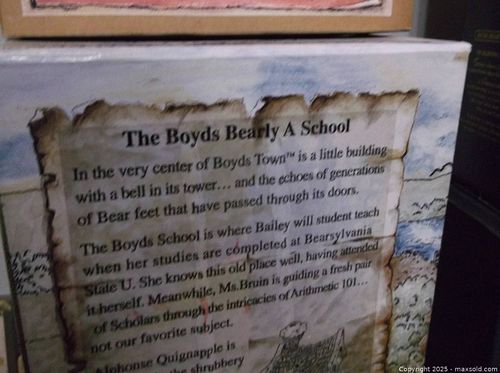 The Boyds Bearly A School
In the very center of Boyds Town™ is a little building
with a bell in its tower... and the echoes of generations
of Bear feet that have passed through its doors.
The Boyds School is where Bailey will student teach
when her studies are completed at Bearsylvania
State U. She knows this old place well, having attended
it herself. Meanwhile, Ms.Bruin is guiding a fresh pair
of Scholars through the intricacies of Arithmetic 101...
not our favorite subject.
Alphonse Quignapple is
the shrubbery
Copyright 2025 - maxsold.com